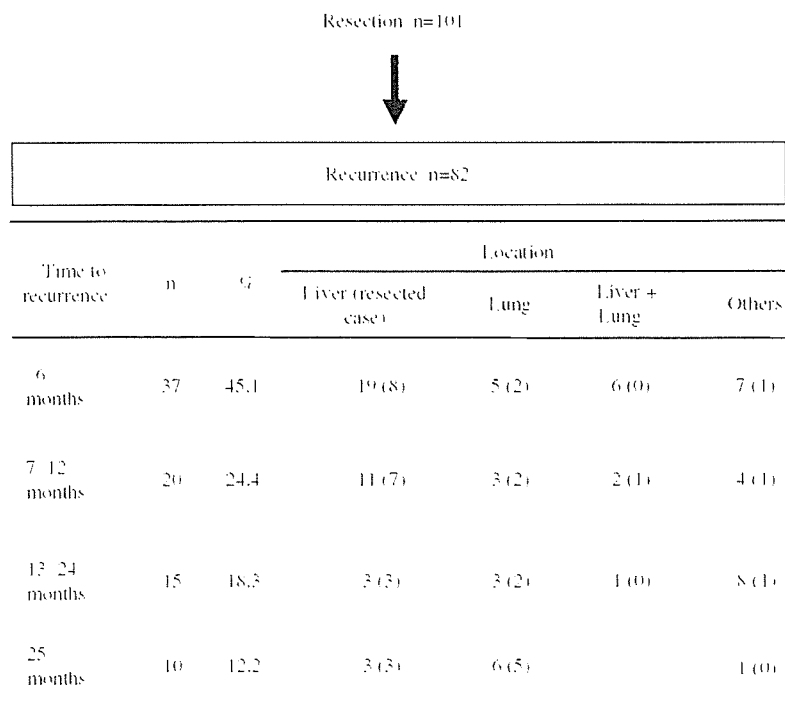 Resection n=101
Recurrence n=82
Location
Time to recurrence n % Liver (resected case) Lung Liver + Lung Others
6 months 37 45.1 19 (8) 5 (2) 6 (0) 7 (1)
7 12 months 20 24.4 11 (7) 3 (2) 2 (1) 4 (1)
13 24 months 15 18.3 3 (3) 3 (2) 1 (0) 8 (1)
25 months 10 12.2 3 (3) 6 (5) 1 (0)